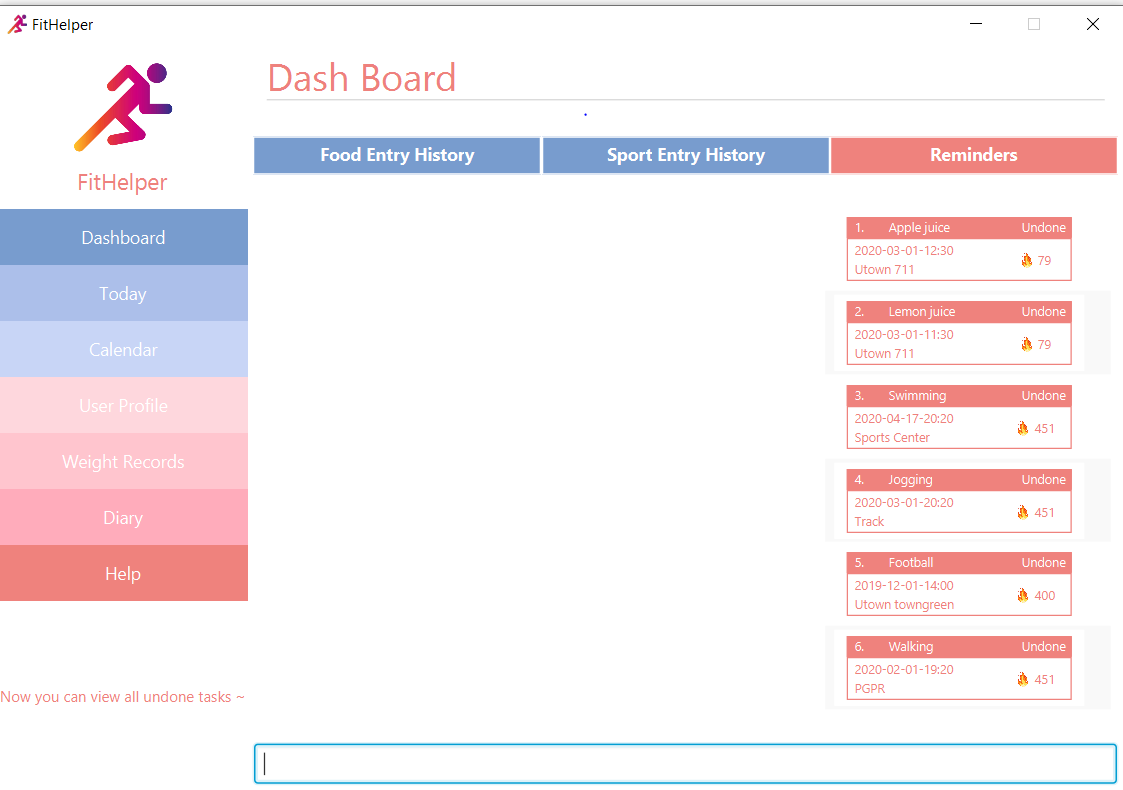 FitHelper
FitHelper
Dashboard
Today
Calendar
User Profile
Weight Records
Diary
Help
Now you can view all undone tasks ~
Dash Board
Food Entry History Sport Entry History Reminders
1. Apple juice Undone
2020-03-01-12:30
Utown 711
79
2. Lemon juice Undone
2020-03-01-11:30
Utown 711
79
3. Swimming Undone
2020-04-17-20:20
Sports Center
451
4. Jogging Undone
2020-03-01-20:20
Track
451
5. Football Undone
2019-12-01-14:00
Utown towngreen
400
6. Walking Undone
2020-02-01-19:20
PGPR
451